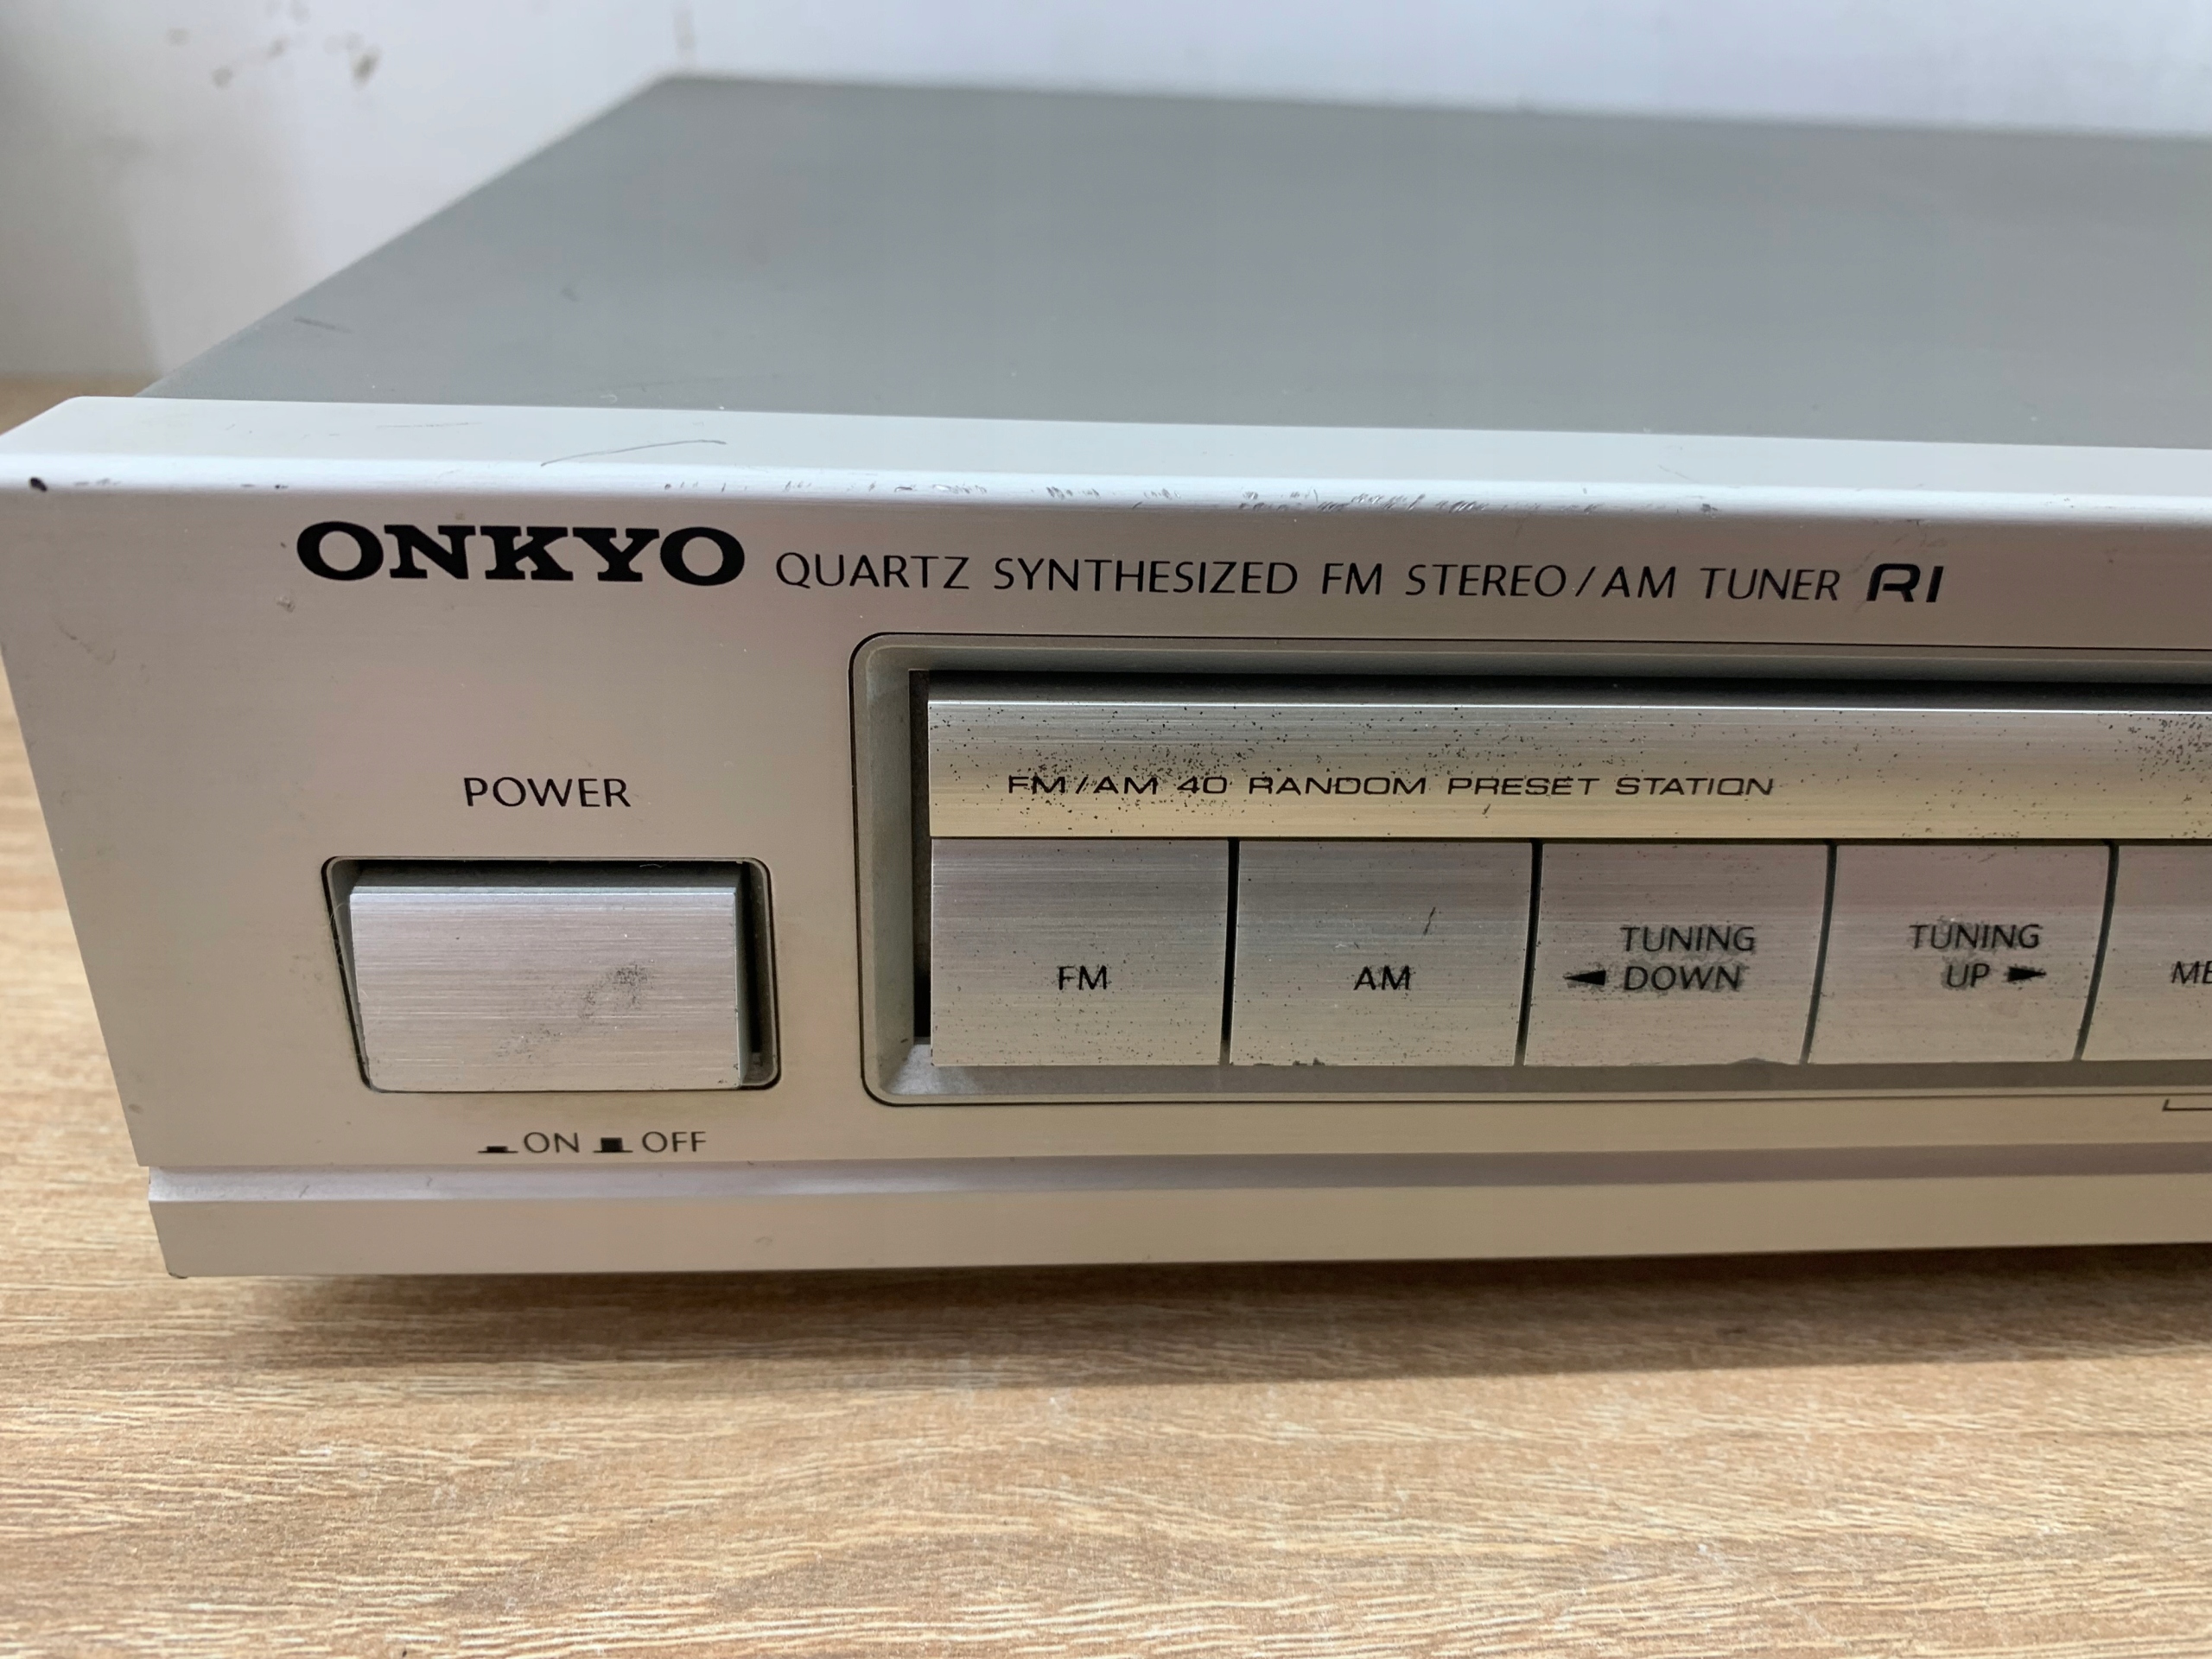 ONKYO QUARTZ SYNTHESIZED FM STEREO/AM TUNER RI
FM/AM 40 RANDOM PRESET STATION
POWER
FM
AM
TUNING
DOWN
TUNING
UP
ME
ON OFF